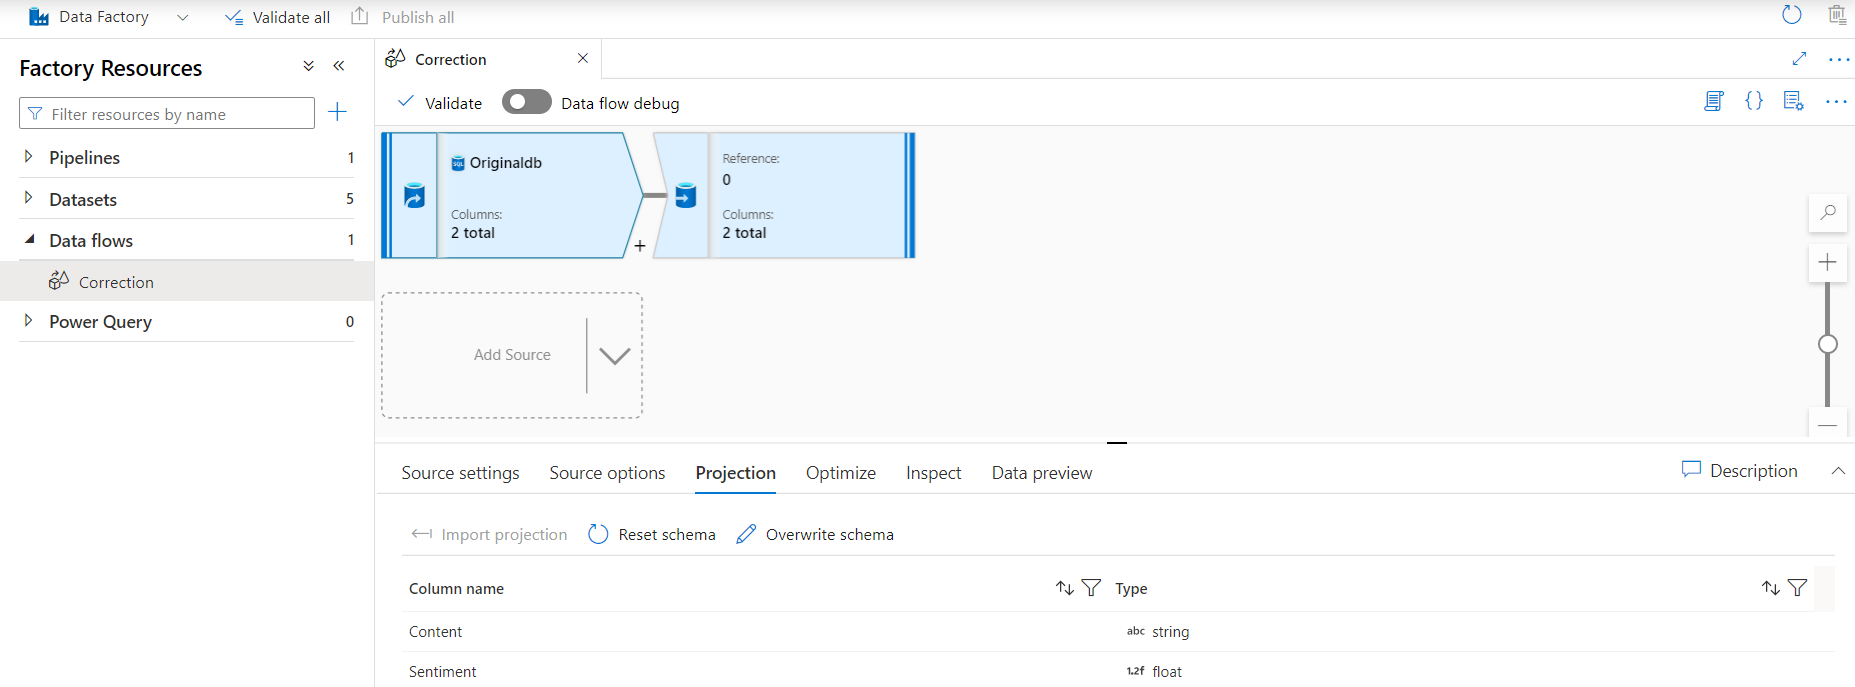 Data Factory
Validate all
Publish all
Factory Resources
Filter resources by name
Pipelines 1
Datasets 5
Data flows 1
Correction
Power Query 0
Correction
Validate
Data flow debug
SQL
Originaldb
Columns:
2 total
+
Reference:
0
Columns:
2 total
Add Source
Source settings
Source options
Projection
Optimize
Inspect
Data preview
Description
Import projection
Reset schema
Overwrite schema
Column name
Type
Content
abc string
Sentiment
1.2f float